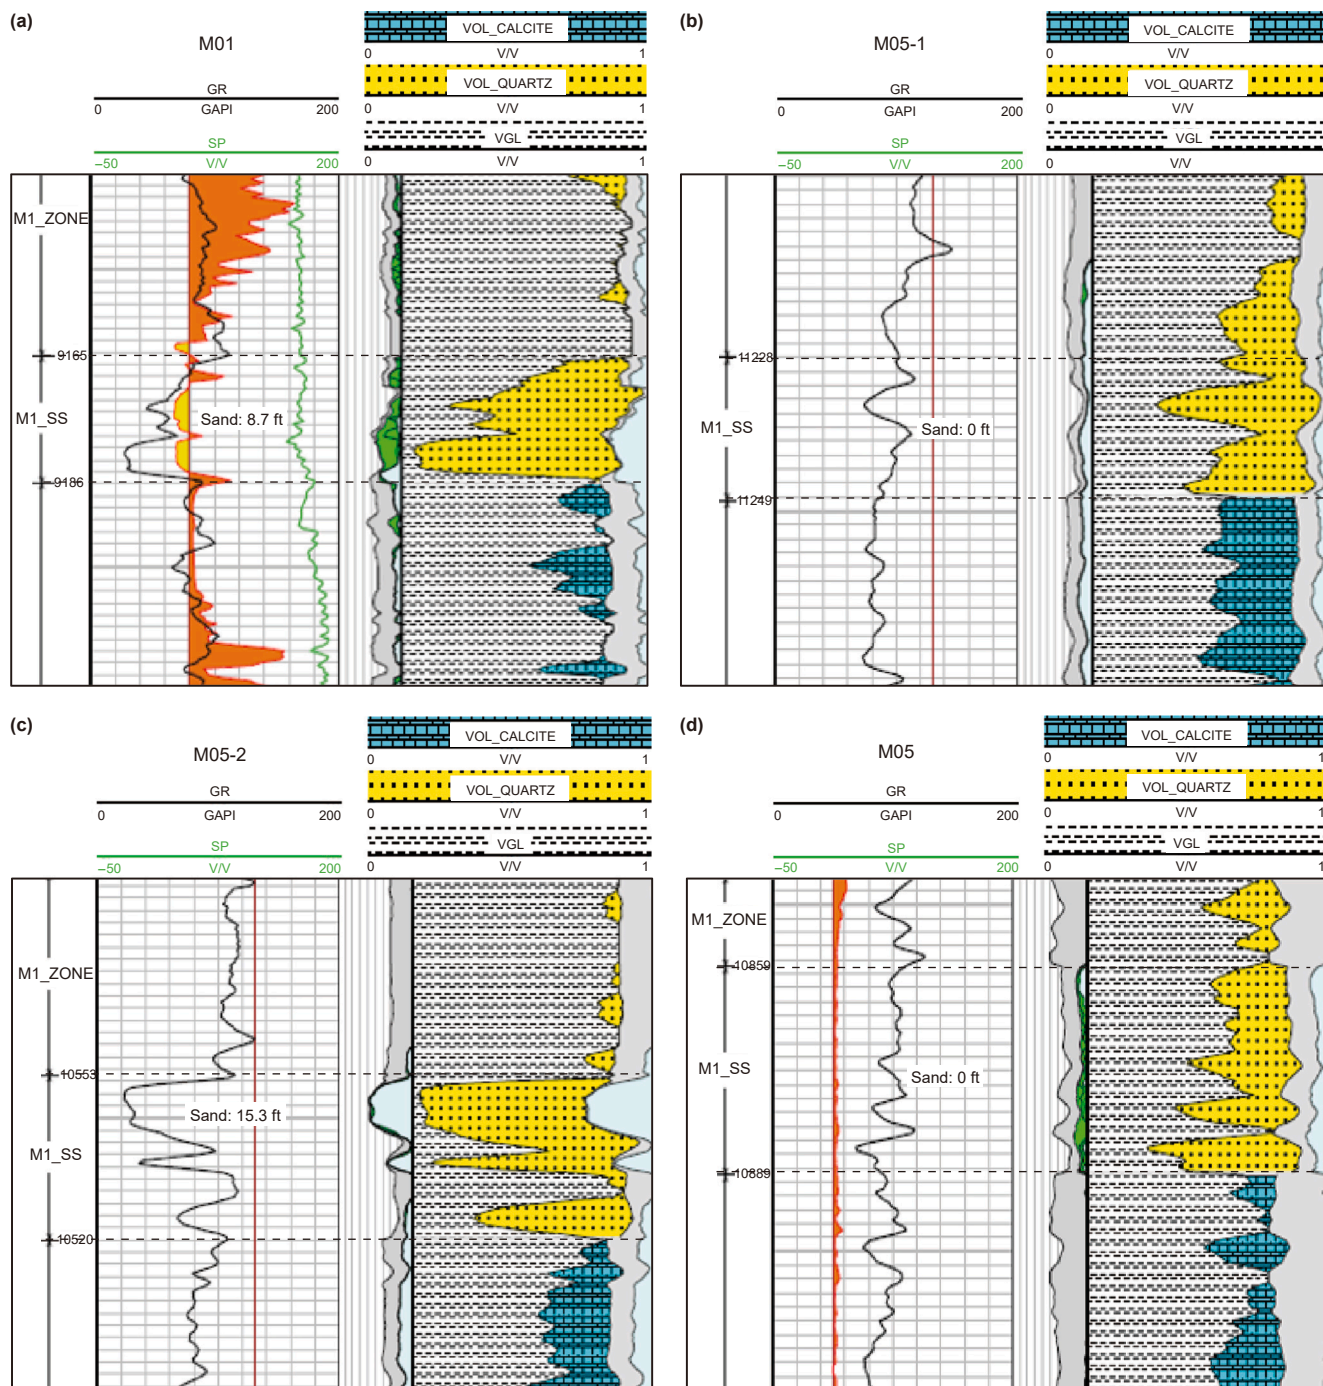 (a)
M01
VOL_CALCITE
0 V/V 1
VOL_QUARTZ
0 V/V 1
VGL
0 V/V 1
GR
0 GAPI 200
SP
−50 V/V 200
M1_ZONE
9165
M1_SS
Sand: 8.7 ft
9186
(b)
M05-1
VOL_CALCITE
0 V/V 1
VOL_QUARTZ
0 V/V 1
VGL
0 V/V 1
GR
0 GAPI 200
SP
−50 V/V 200
11228
M1_SS
Sand: 0 ft
11249
(c)
M05-2
VOL_CALCITE
0 V/V 1
VOL_QUARTZ
0 V/V 1
VGL
0 V/V 1
GR
0 GAPI 200
SP
−50 V/V 200
M1_ZONE
10553
Sand: 15.3 ft
M1_SS
10520
(d)
M05
VOL_CALCITE
0 V/V 1
VOL_QUARTZ
0 V/V 1
VGL
0 V/V 1
GR
0 GAPI 200
SP
−50 V/V 200
M1_ZONE
10859
M1_SS
Sand: 0 ft
10889